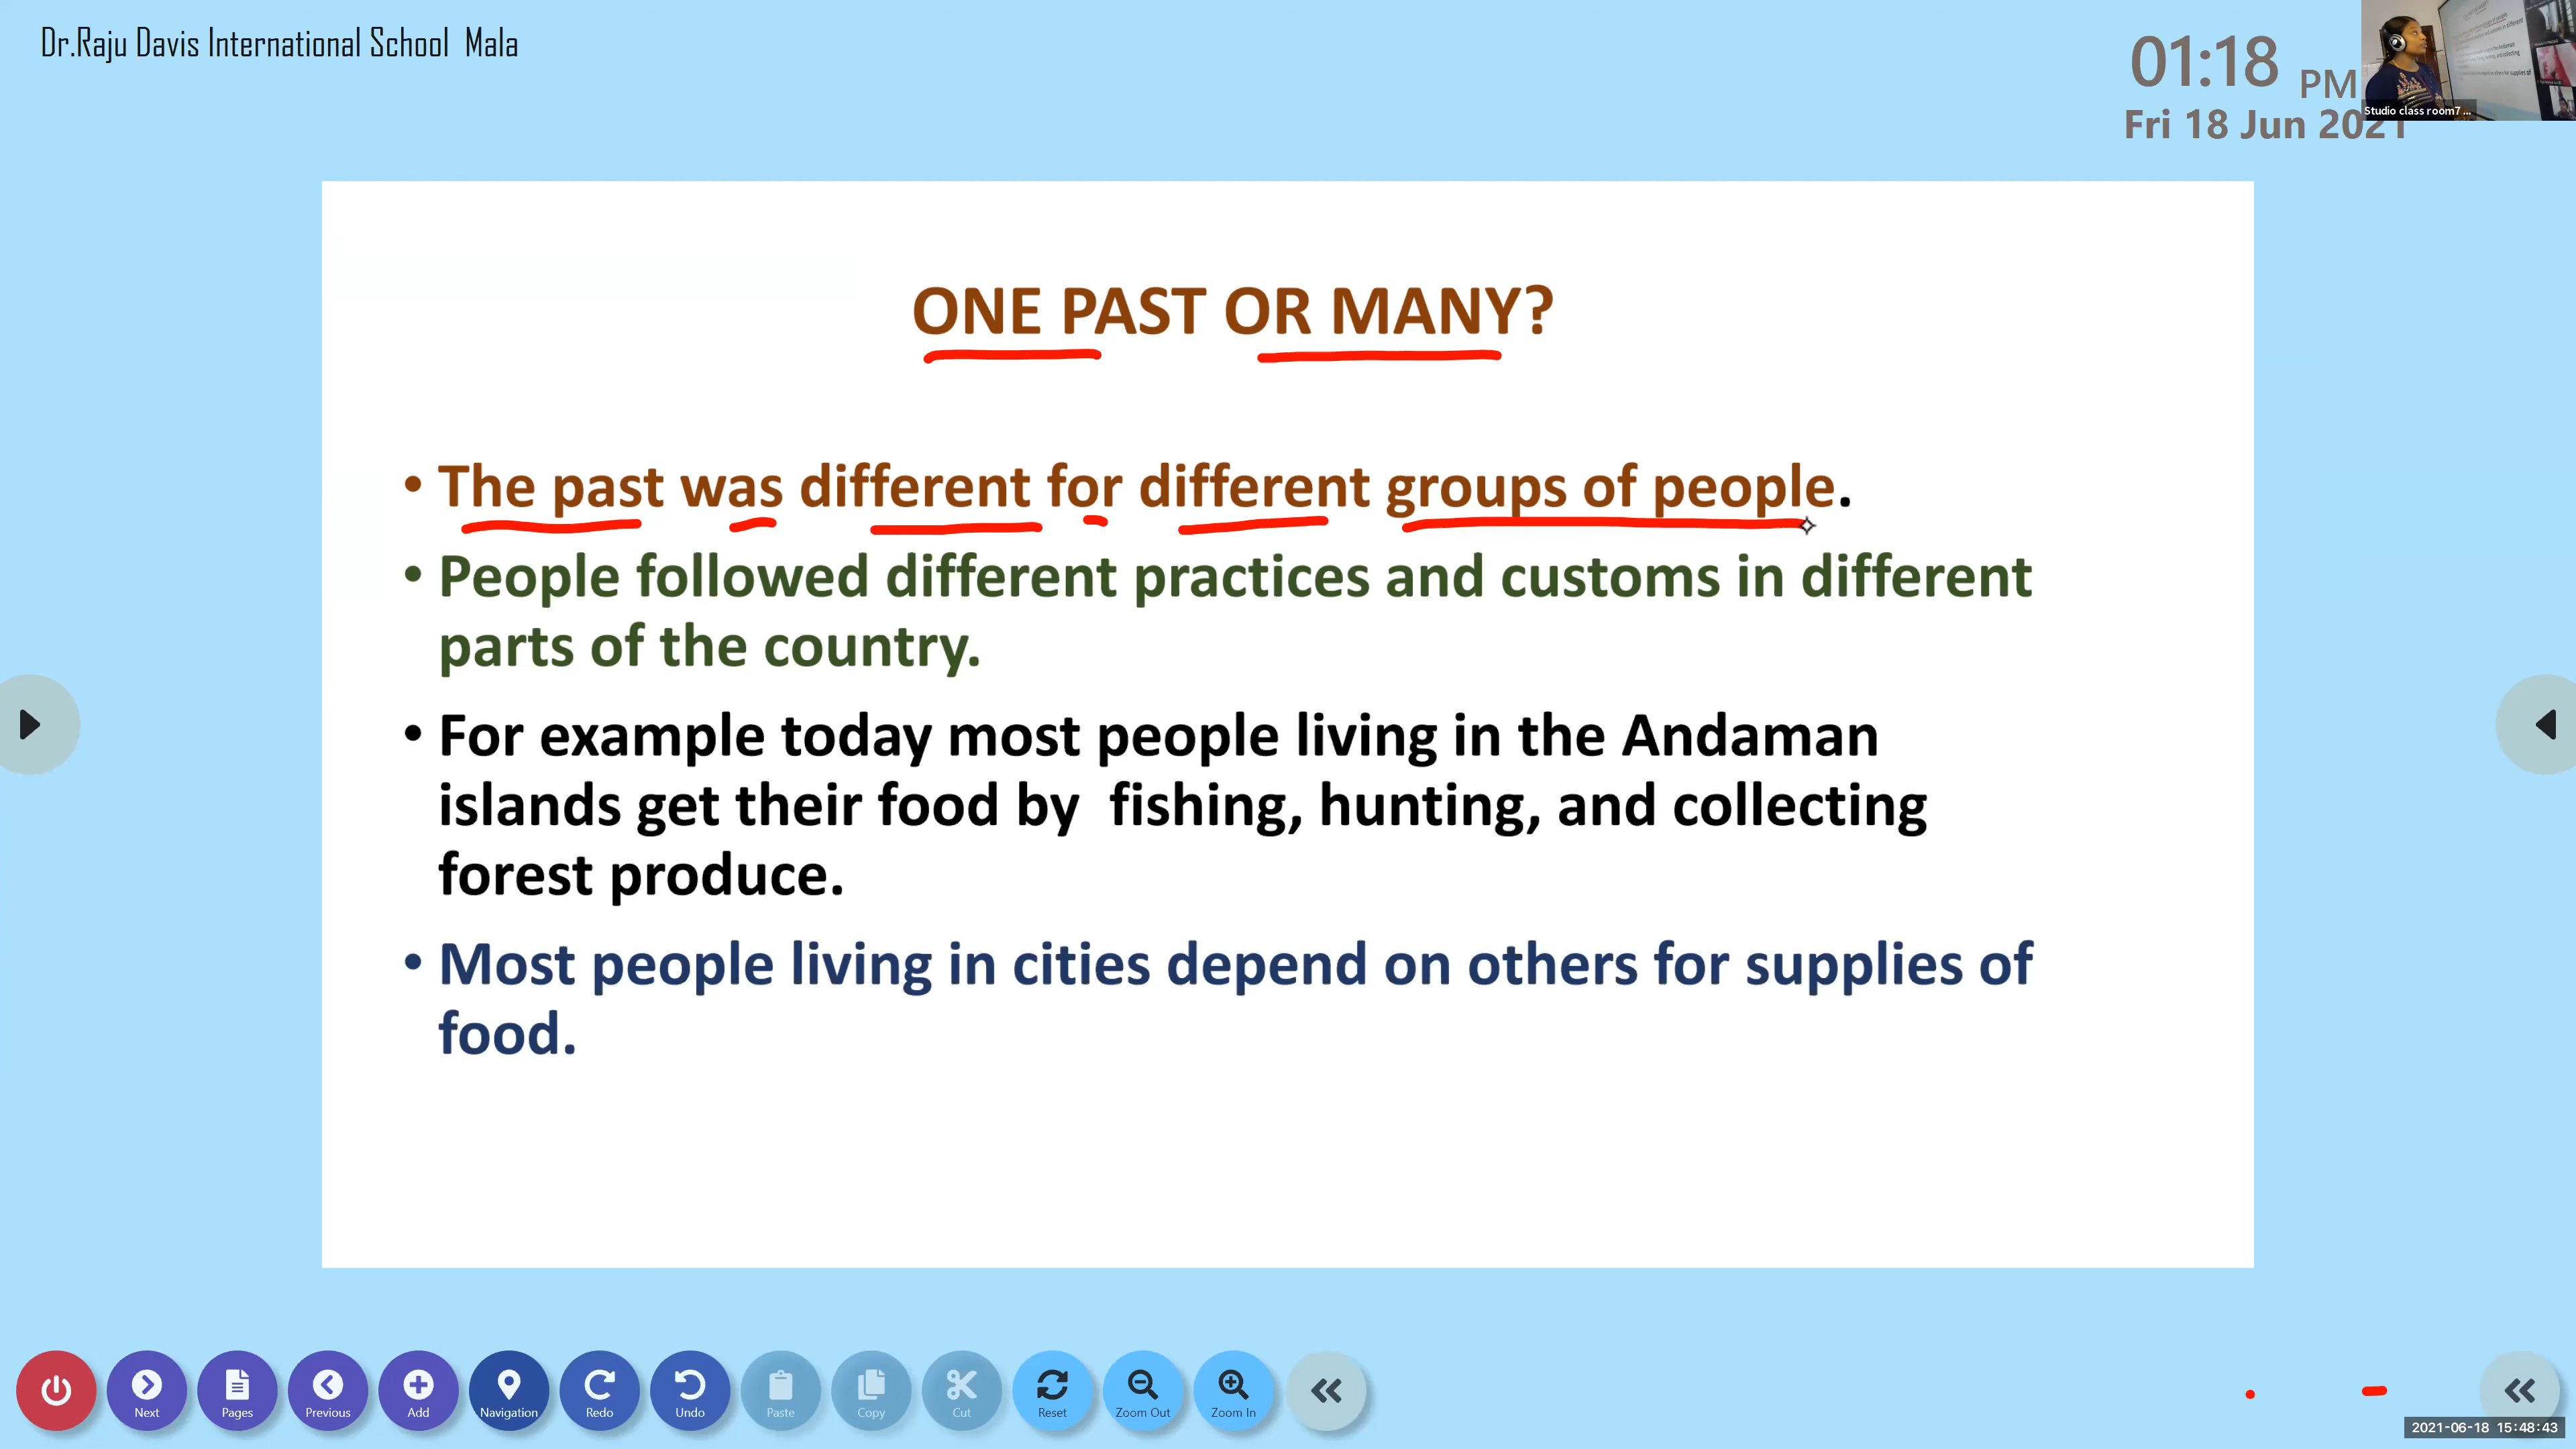 Dr.Raju Davis International School Mala
01:18 PM
Fri 18 Jun 2021
Studio class room7 ...
ONE PAST OR MANY?
• The past was different for different groups of people.
• People followed different practices and customs in different
parts of the country.
• For example today most people living in the Andaman
islands get their food by fishing, hunting, and collecting
forest produce.
• Most people living in cities depend on others for supplies of
food.
Next Pages Previous Add Navigation Redo Undo Paste Copy Cut Reset Zoom Out Zoom In
2021-06-18 15:48:43